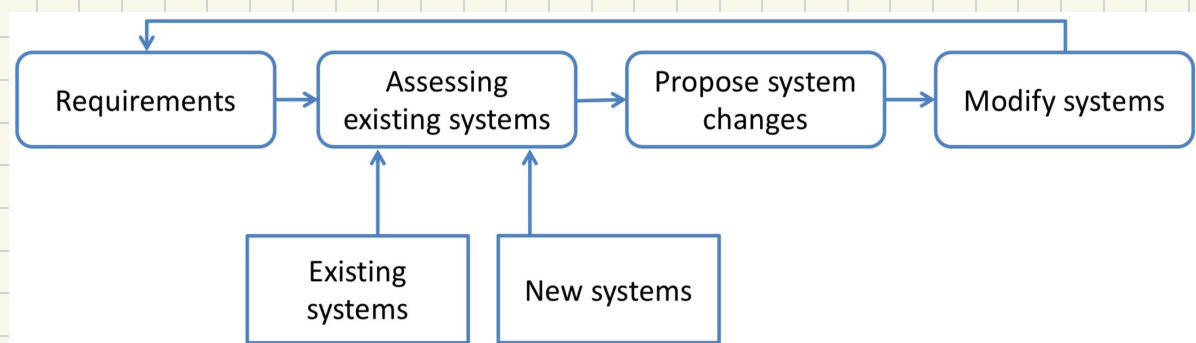 Requirements
Assessing
existing systems
Propose system
changes
Modify systems
Existing
systems
New systems